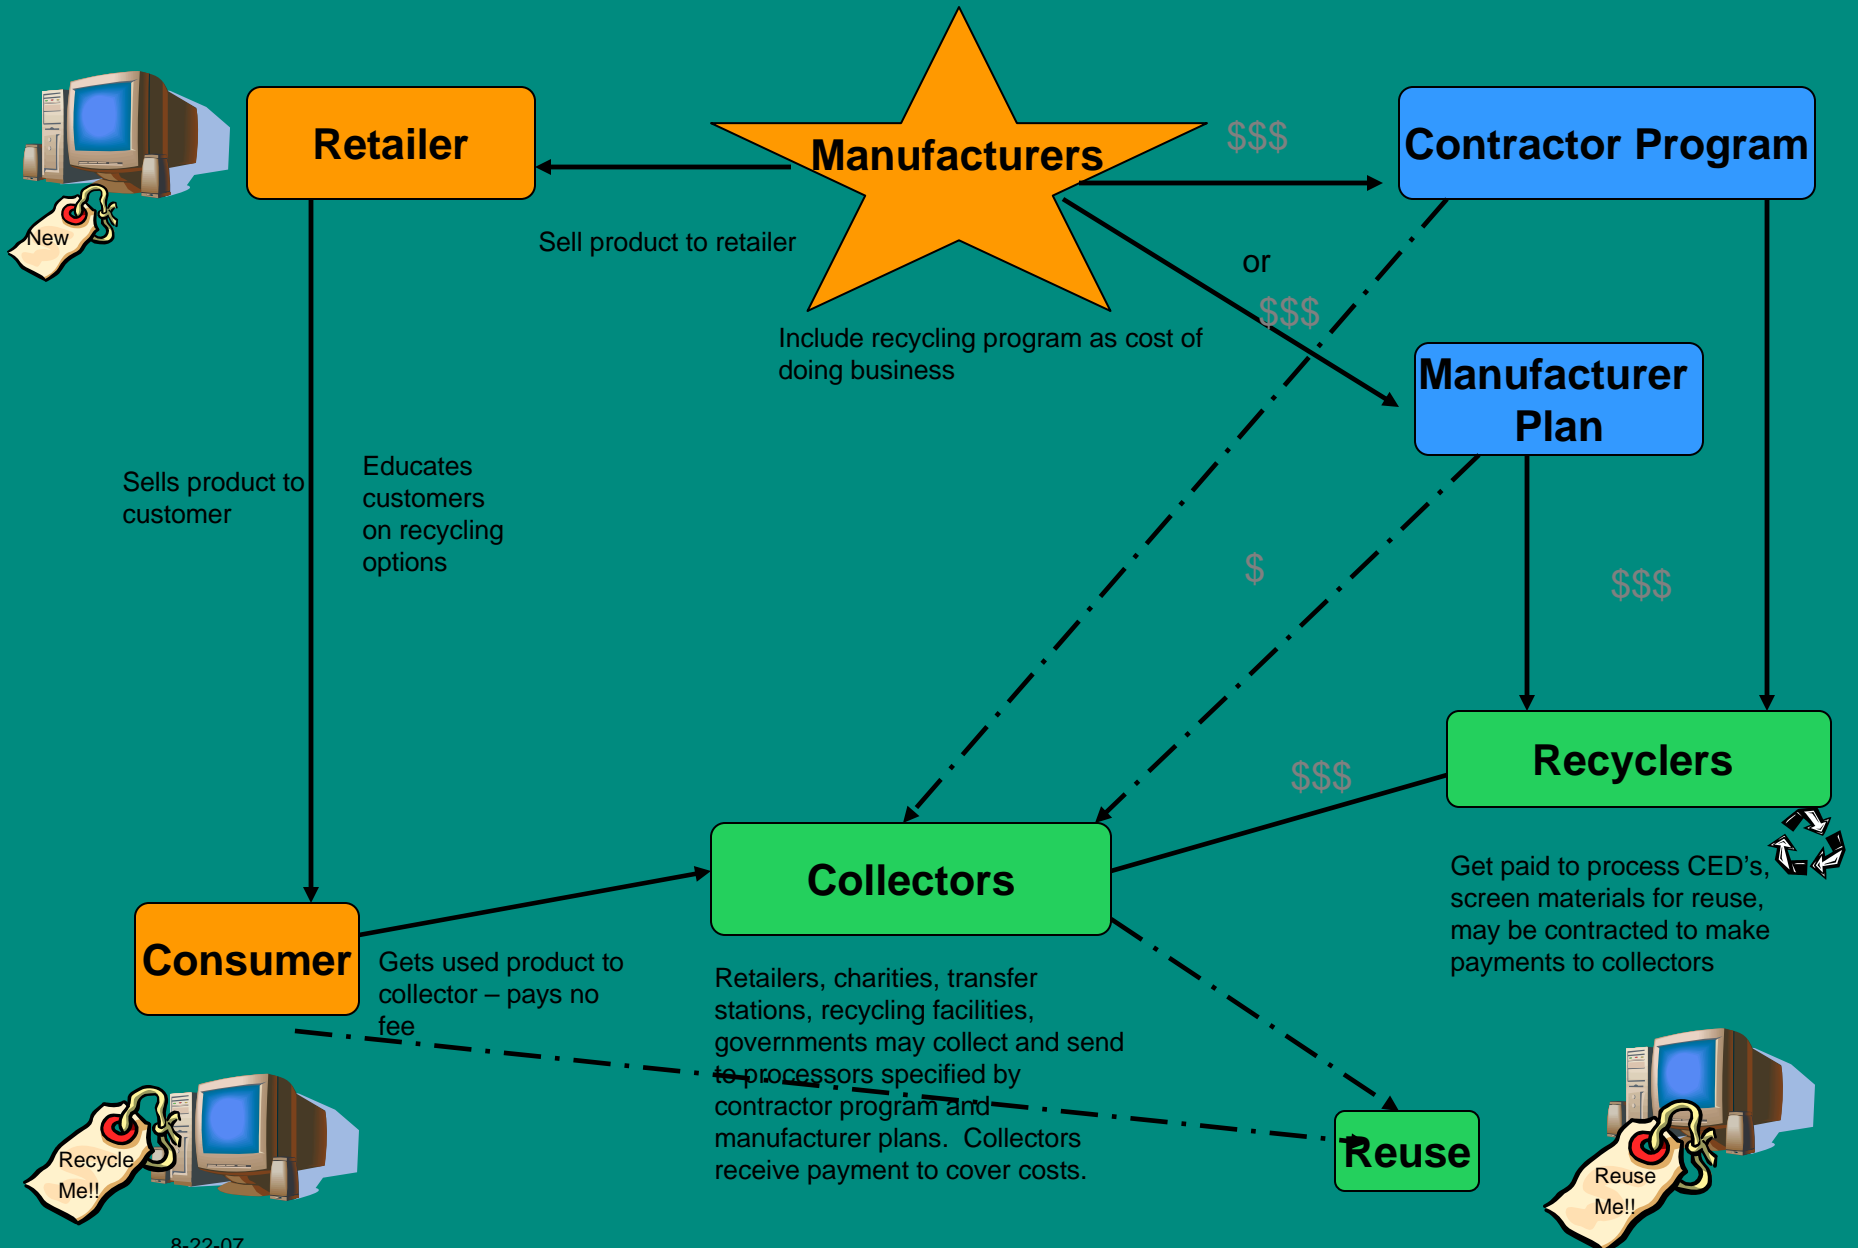 Retailer
Manufacturers
$$$
Contractor Program
New
Sell product to retailer
or
$$$
Include recycling program as cost of
doing business
Manufacturer
Plan
Sells product to
customer
Educates
customers
on recycling
options
$
$$$
$$$
Recyclers
Collectors
Get paid to process CED's,
screen materials for reuse,
may be contracted to make
payments to collectors
Consumer
Gets used product to
collector – pays no
fee
Retailers, charities, transfer
stations, recycling facilities,
governments may collect and send
to processors specified by
contractor program and
manufacturer plans.  Collectors
receive payment to cover costs.
Reuse
Recycle
Me!!
Reuse
Me!!
8-22-07